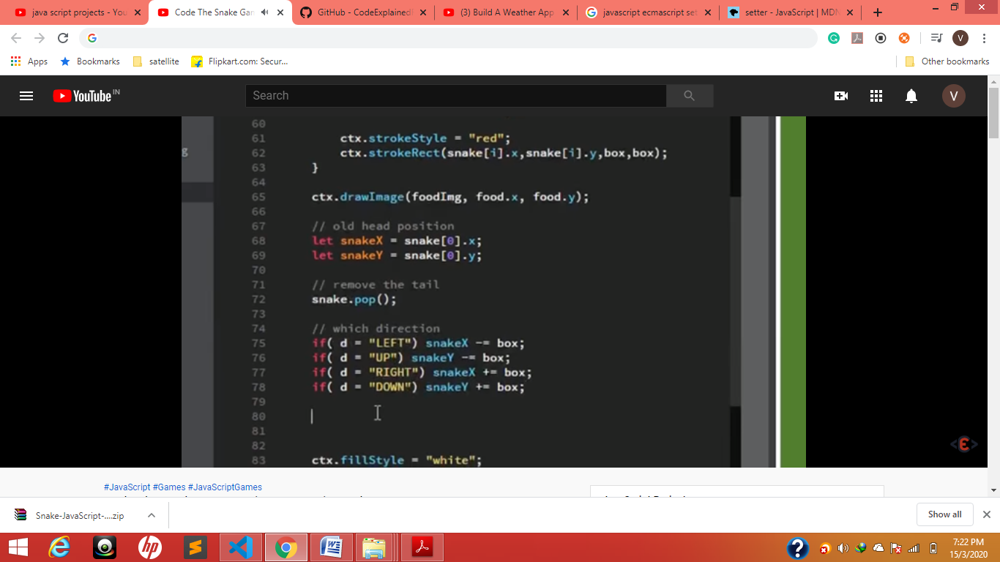 java script projects - You
Code The Snake Gam
GitHub - CodeExplained
(3) Build A Weather App
javascript ecmascript set
setter - JavaScript | MDN
V
Apps
Bookmarks
satellite
Flipkart.com: Secur...
Other bookmarks
YouTube IN
Search
V
60
61 ctx.strokeStyle = "red";
62 ctx.strokeRect(snake[i].x,snake[i].y,box,box);
63 }
64
65 ctx.drawImage(foodImg, food.x, food.y);
66
67 // old head position
68 let snakeX = snake[0].x;
69 let snakeY = snake[0].y;
70
71 // remove the tail
72 snake.pop();
73
74 // which direction
75 if( d = "LEFT") snakeX -= box;
76 if( d = "UP") snakeY -= box;
77 if( d = "RIGHT") snakeX += box;
78 if( d = "DOWN") snakeY += box;
79
80
81
82
83 ctx.fillStyle = "white";
g
<E>
#JavaScript #Games #JavaScriptGames
Snake-JavaScript-....zip
Show all
hp
7:22 PM
15/3/2020